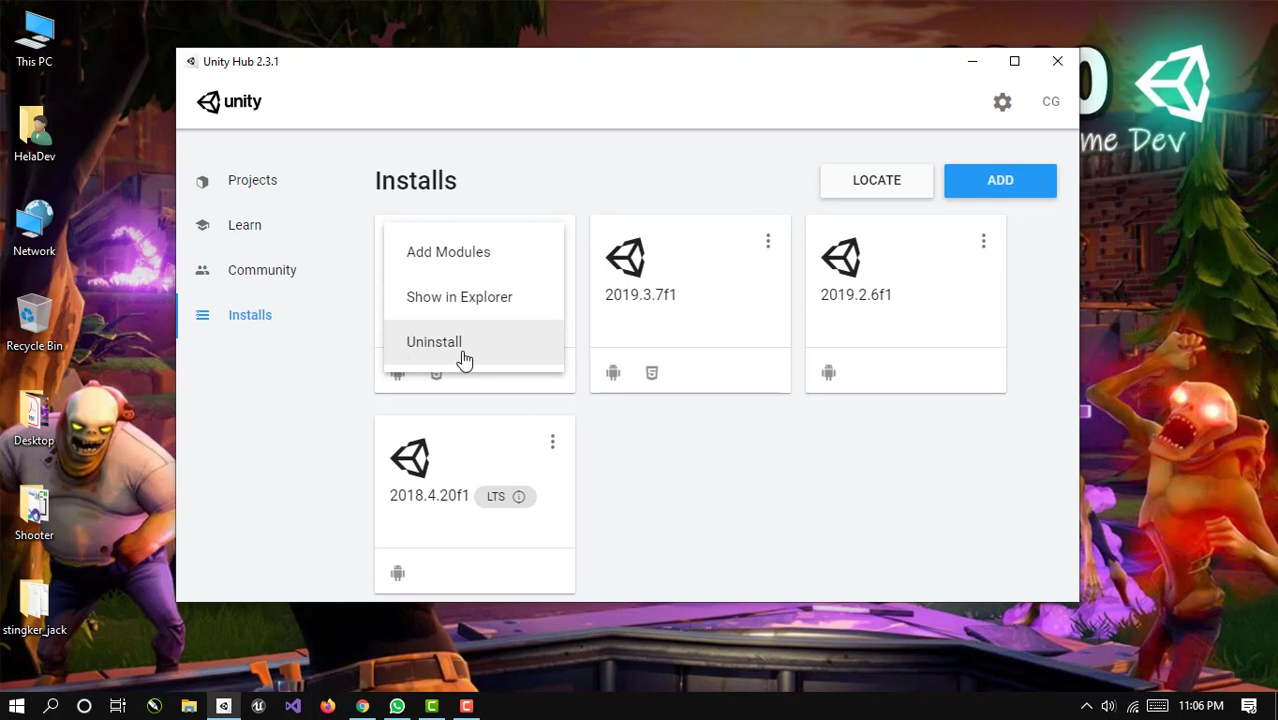 This PC
HelaDev
Network
Recycle Bin
Desktop
Shooter
stingker_jack
Unity Hub 2.3.1
unity
CG
Projects
Learn
Community
Installs
Installs
LOCATE
ADD
Add Modules
Show in Explorer
Uninstall
2019.3.7f1
2019.2.6f1
2018.4.20f1 LTS
me Dev
11:06 PM